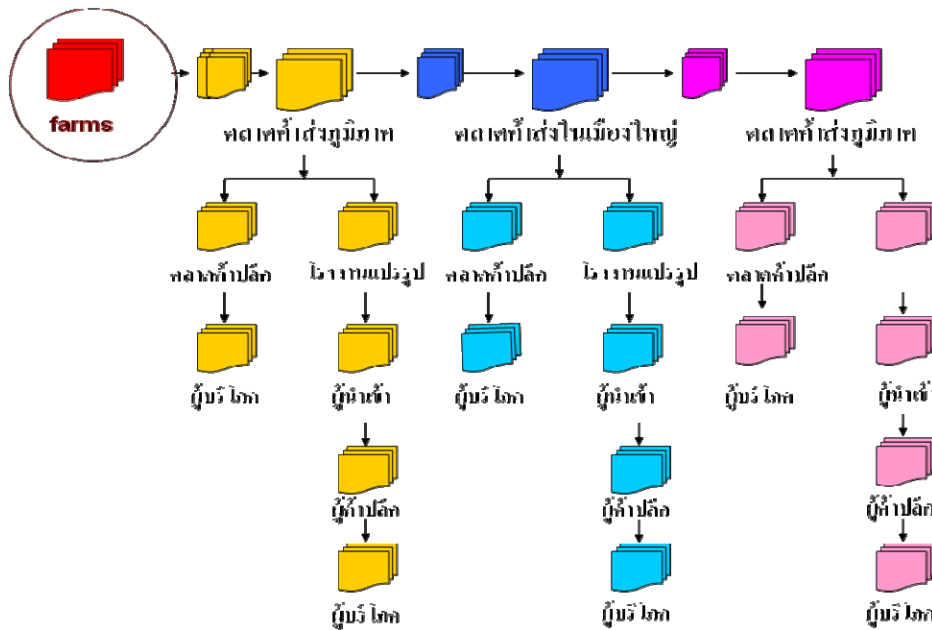 farms
ตลาดค้าส่งภูมิภาค ตลาดค้าส่งในเมืองใหญ่ ตลาดค้าส่งภูมิภาค
ตลาดค้าปลีก โรงงานแปรรูป ตลาดค้าปลีก โรงงานแปรรูป ตลาดค้าปลีก
ผู้บริโภค ผู้นำเข้า ผู้บริโภค ผู้นำเข้า ผู้บริโภค ผู้นำเข้า
ผู้ค้าปลีก ผู้ค้าปลีก ผู้ค้าปลีก
ผู้บริโภค ผู้บริโภค ผู้บริโภค